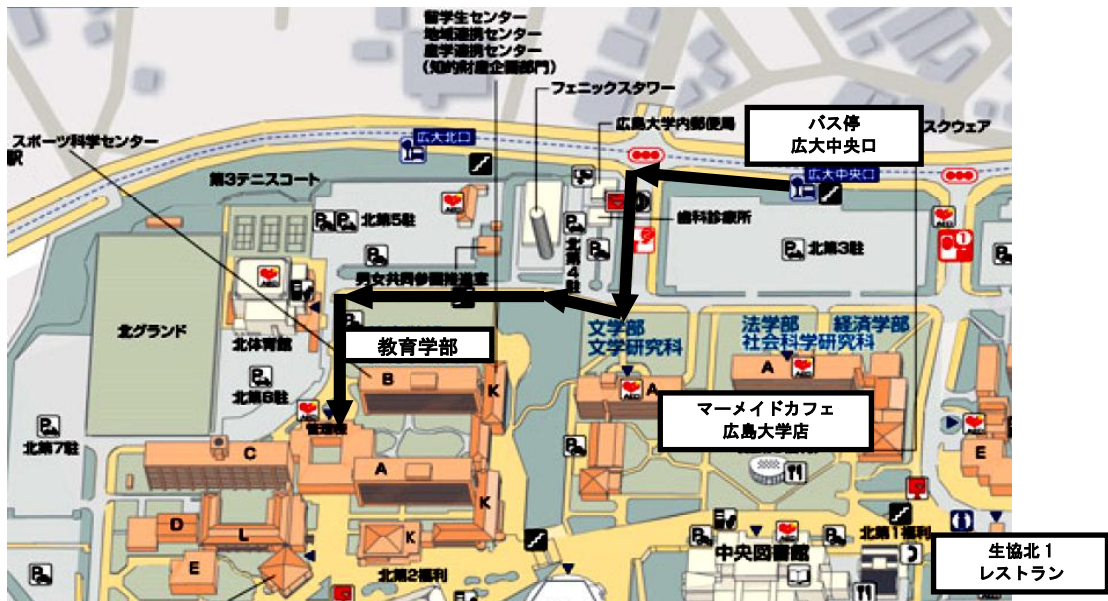 留学生センター
地域連携センター
産学連携センター
(知的財産企画部門)
フェニックスタワー
広島大学内郵便局
バス停
広大中央口
スクウェア
スポーツ科学センター
駅
広大北口
広大中央口
第3テニスコート
北第5駐
北第4駐
歯科診療所
北第3駐
男女共同参画推進室
北グランド
北体育館
教育学部
文学部
文学研究科
法学部 経済学部
社会科学研究科
北第6駐
B
K
A
A
マーメイドカフェ
広島大学店
管理棟
北第7駐
C
A
K
E
D
L
K
E
北第2福利
中央図書館
北第1福利
生協北1
レストラン